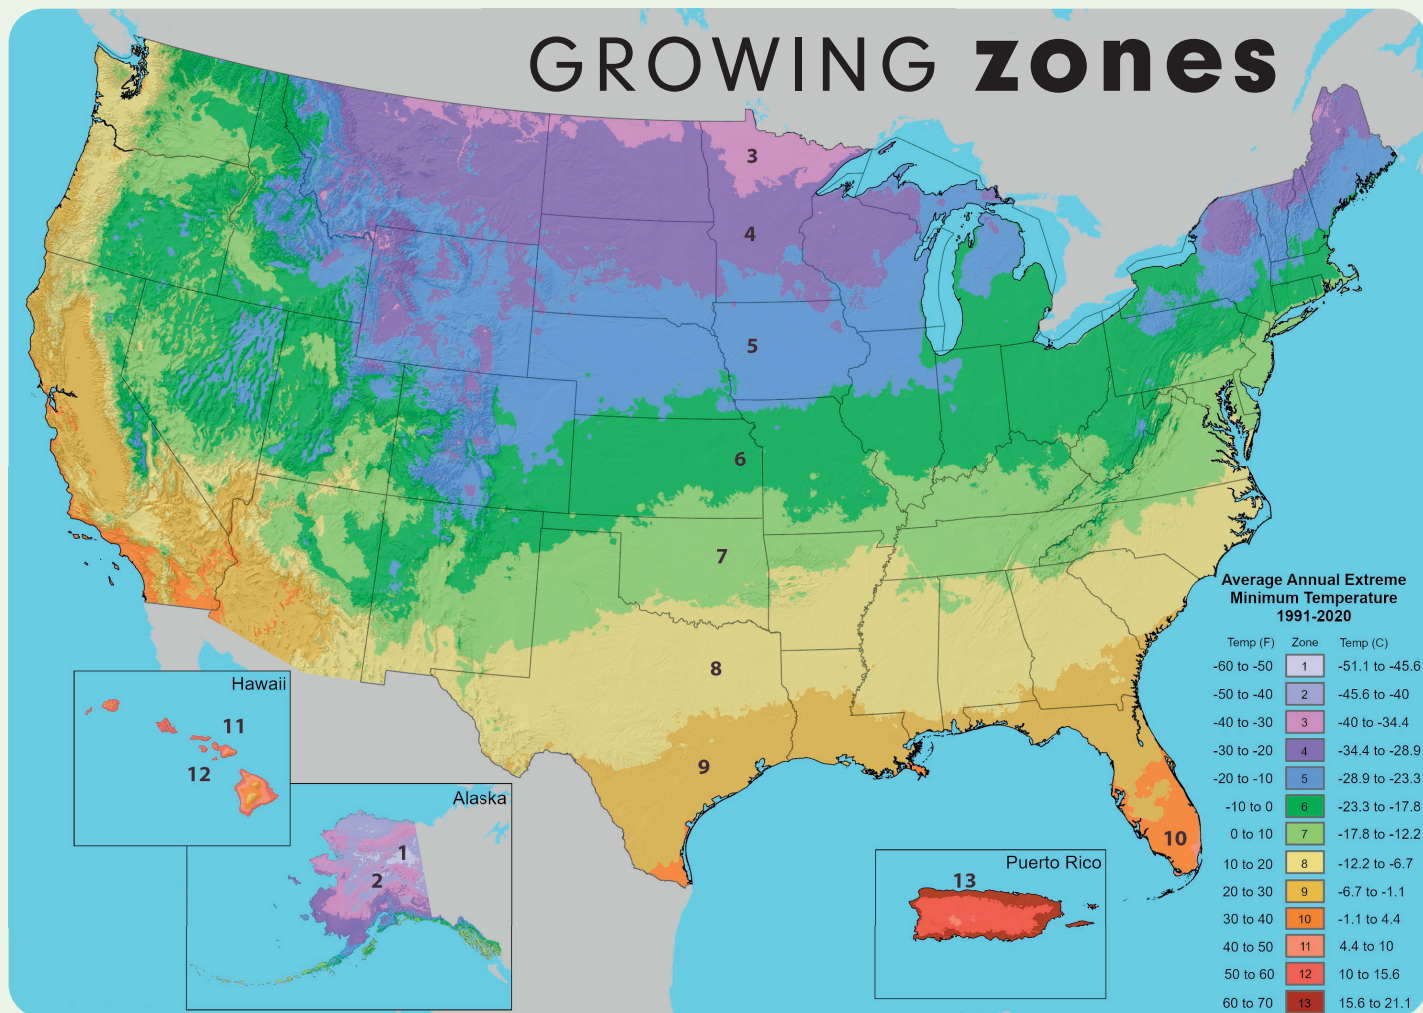 GROWING zones
3
4
5
6
7
8
9
10
Hawaii
11
12
Alaska
1
2
Puerto Rico
13
Average Annual Extreme
Minimum Temperature
1991-2020
Temp (F) Zone Temp (C)
-60 to -50 1 -51.1 to -45.6
-50 to -40 2 -45.6 to -40
-40 to -30 3 -40 to -34.4
-30 to -20 4 -34.4 to -28.9
-20 to -10 5 -28.9 to -23.3
-10 to 0 6 -23.3 to -17.8
0 to 10 7 -17.8 to -12.2
10 to 20 8 -12.2 to -6.7
20 to 30 9 -6.7 to -1.1
30 to 40 10 -1.1 to 4.4
40 to 50 11 4.4 to 10
50 to 60 12 10 to 15.6
60 to 70 13 15.6 to 21.1